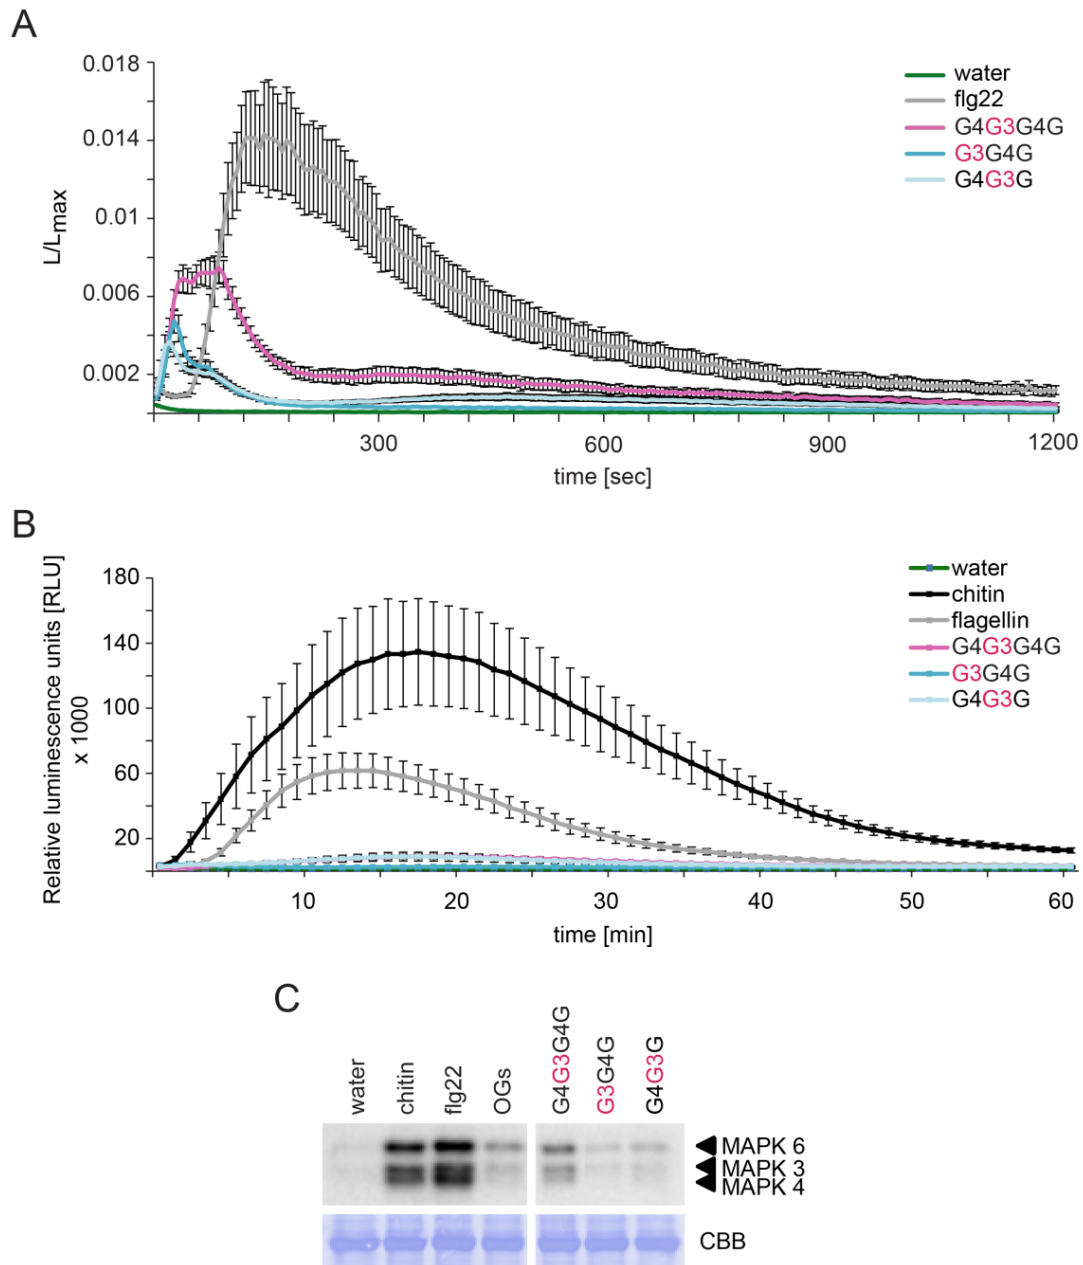 A
0.018
0.014
0.01
0.006
0.002
L/Lmax
300
600
900
1200
time [sec]
water
flg22
G4G3G4G
G3G4G
G4G3G
B
180
140
100
60
20
Relative luminescence units [RLU]
x 1000
10
20
30
40
50
60
time [min]
water
chitin
flagellin
G4G3G4G
G3G4G
G4G3G
C
water
chitin
flg22
OGs
G4G3G4G
G3G4G
G4G3G
MAPK 6
MAPK 3
MAPK 4
CBB